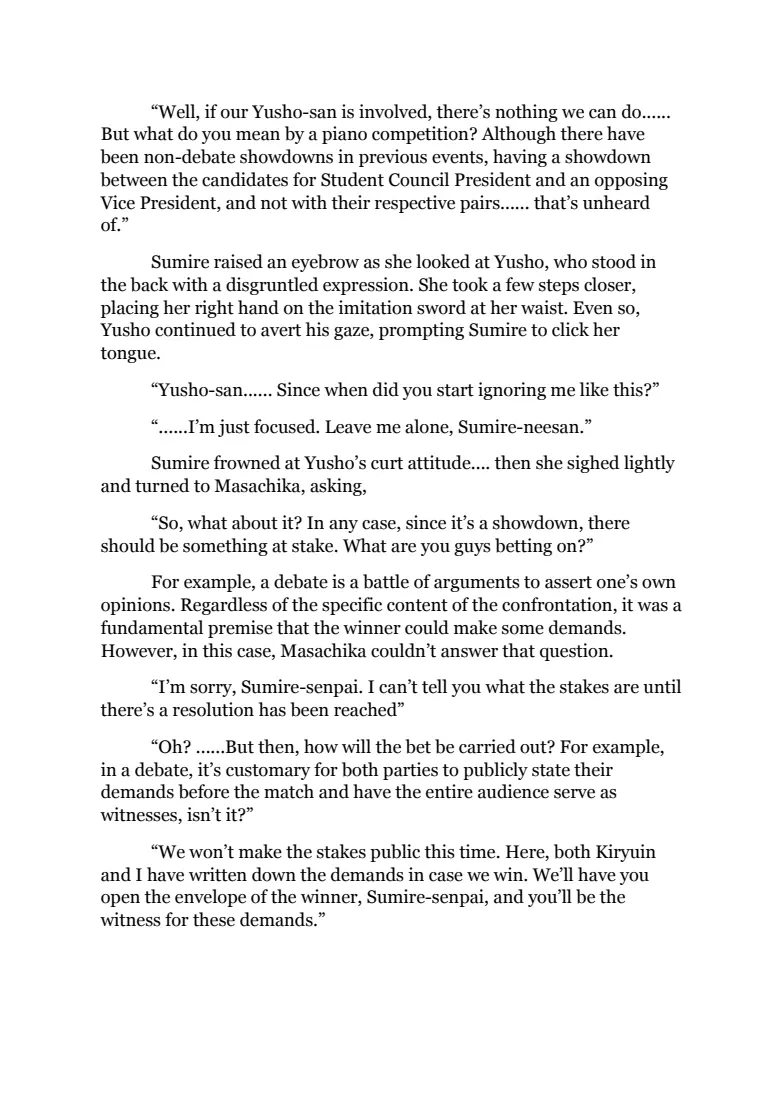 “Well, if our Yusho-san is involved, there’s nothing we can do......
But what do you mean by a piano competition? Although there have
been non-debate showdowns in previous events, having a showdown
between the candidates for Student Council President and an opposing
Vice President, and not with their respective pairs...... that’s unheard
of.”
Sumire raised an eyebrow as she looked at Yusho, who stood in
the back with a disgruntled expression. She took a few steps closer,
placing her right hand on the imitation sword at her waist. Even so,
Yusho continued to avert his gaze, prompting Sumire to click her
tongue.
“Yusho-san...... Since when did you start ignoring me like this?”
“......I’m just focused. Leave me alone, Sumire-neesan.”
Sumire frowned at Yusho’s curt attitude.... then she sighed lightly
and turned to Masachika, asking,
“So, what about it? In any case, since it’s a showdown, there
should be something at stake. What are you guys betting on?”
For example, a debate is a battle of arguments to assert one’s own
opinions. Regardless of the specific content of the confrontation, it was a
fundamental premise that the winner could make some demands.
However, in this case, Masachika couldn’t answer that question.
“I’m sorry, Sumire-senpai. I can’t tell you what the stakes are until
there’s a resolution has been reached”
“Oh? ......But then, how will the bet be carried out? For example,
in a debate, it’s customary for both parties to publicly state their
demands before the match and have the entire audience serve as
witnesses, isn’t it?”
“We won’t make the stakes public this time. Here, both Kiryuin
and I have written down the demands in case we win. We’ll have you
open the envelope of the winner, Sumire-senpai, and you’ll be the
witness for these demands.”